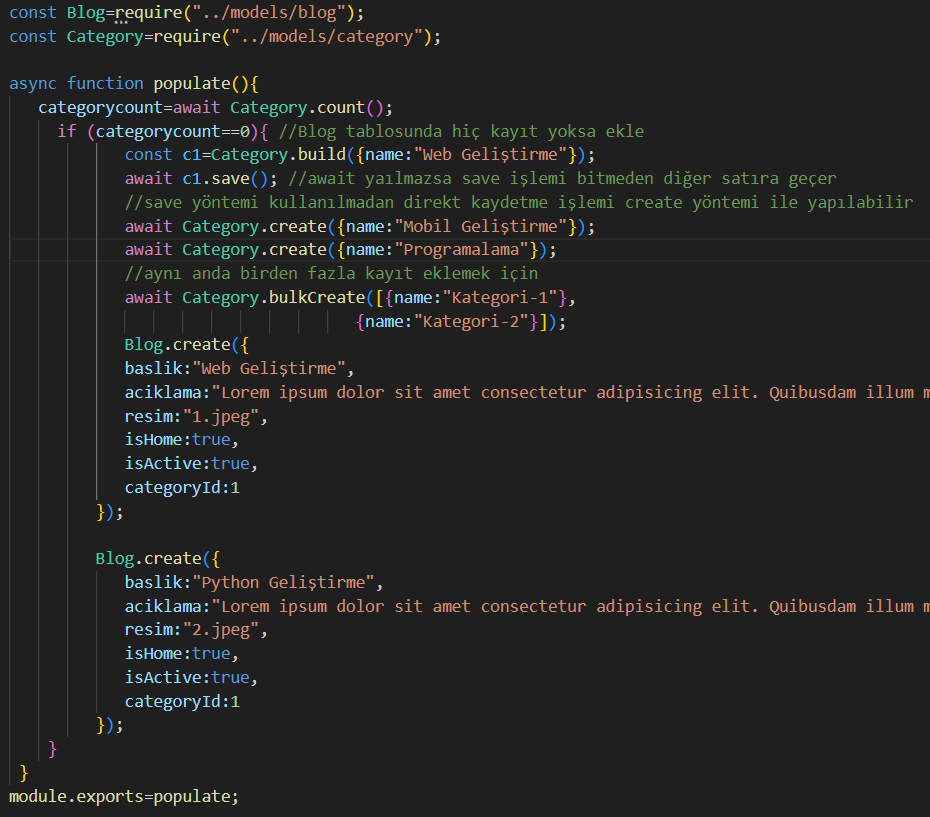 const Blog=require("../models/blog");
const Category=require("../models/category");
async function populate(){
categorycount=await Category.count();
if (categorycount==0){ //Blog tablosunda hiç kayıt yoksa ekle
const c1=Category.build({name:"Web Geliştirme"});
await c1.save(); //await yaılmazsa save işlemi bitmeden diğer satıra geçer
//save yöntemi kullanılmadan direkt kaydetme işlemi create yöntemi ile yapılabilir
await Category.create({name:"Mobil Geliştirme"});
await Category.create({name:"Programalama"});
//aynı anda birden fazla kayıt eklemek için
await Category.bulkCreate([{name:"Kategori-1"},
{name:"Kategori-2"}]);
Blog.create({
baslik:"Web Geliştirme",
aciklama:"Lorem ipsum dolor sit amet consectetur adipisicing elit. Quibusdam illum
resim:"1.jpeg",
isHome:true,
isActive:true,
categoryId:1
});
Blog.create({
baslik:"Python Geliştirme",
aciklama:"Lorem ipsum dolor sit amet consectetur adipisicing elit. Quibusdam illum
resim:"2.jpeg",
isHome:true,
isActive:true,
categoryId:1
});
}
}
module.exports=populate;